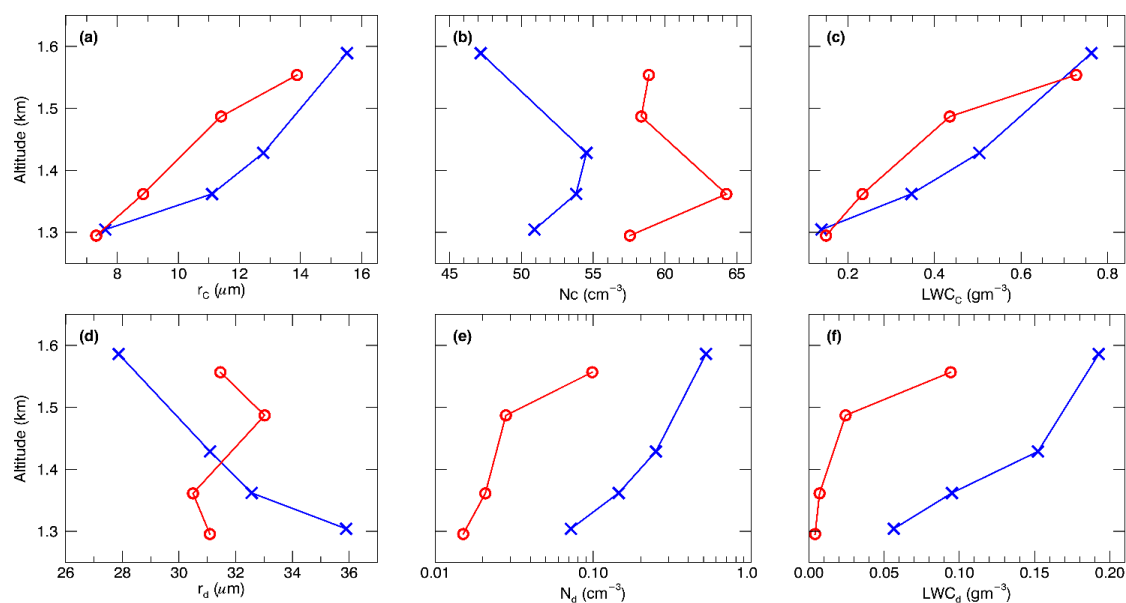 (a) (b) (c)
1.6
1.5
1.4
1.3
Altitude (km)
8 10 12 14 16
45 50 55 60 65
0.2 0.4 0.6 0.8
r_C (μm) Nc (cm⁻³) LWC_C (gm⁻³)
(d) (e) (f)
1.6
1.5
1.4
1.3
Altitude (km)
26 28 30 32 34 36
0.01 0.10 1.0
0.00 0.05 0.10 0.15 0.20
r_d (μm) N_d (cm⁻³) LWC_d (gm⁻³)